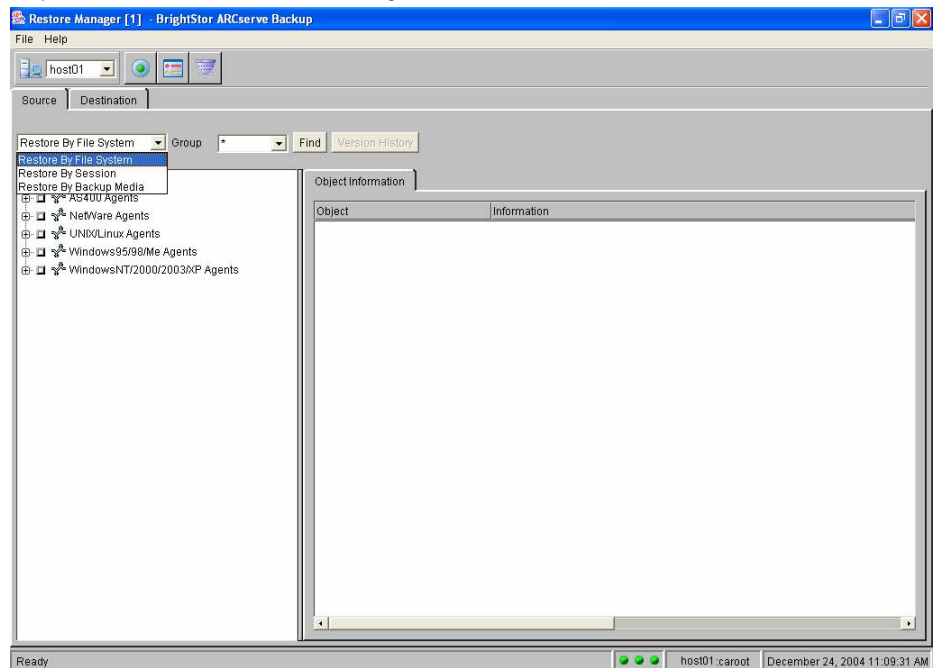 Restore Manager [1] - BrightStor ARCserve Backup
File Help
host01
Source Destination
Restore By File System Group * Find Version History
Restore By File System
Restore By Session
Restore By Backup Media
AS400 Agents
NetWare Agents
UNIX/Linux Agents
Windows95/98/Me Agents
WindowsNT/2000/2003/XP Agents
Object Information
Object Information
Ready host01:caroot December 24, 2004 11:09:31 AM